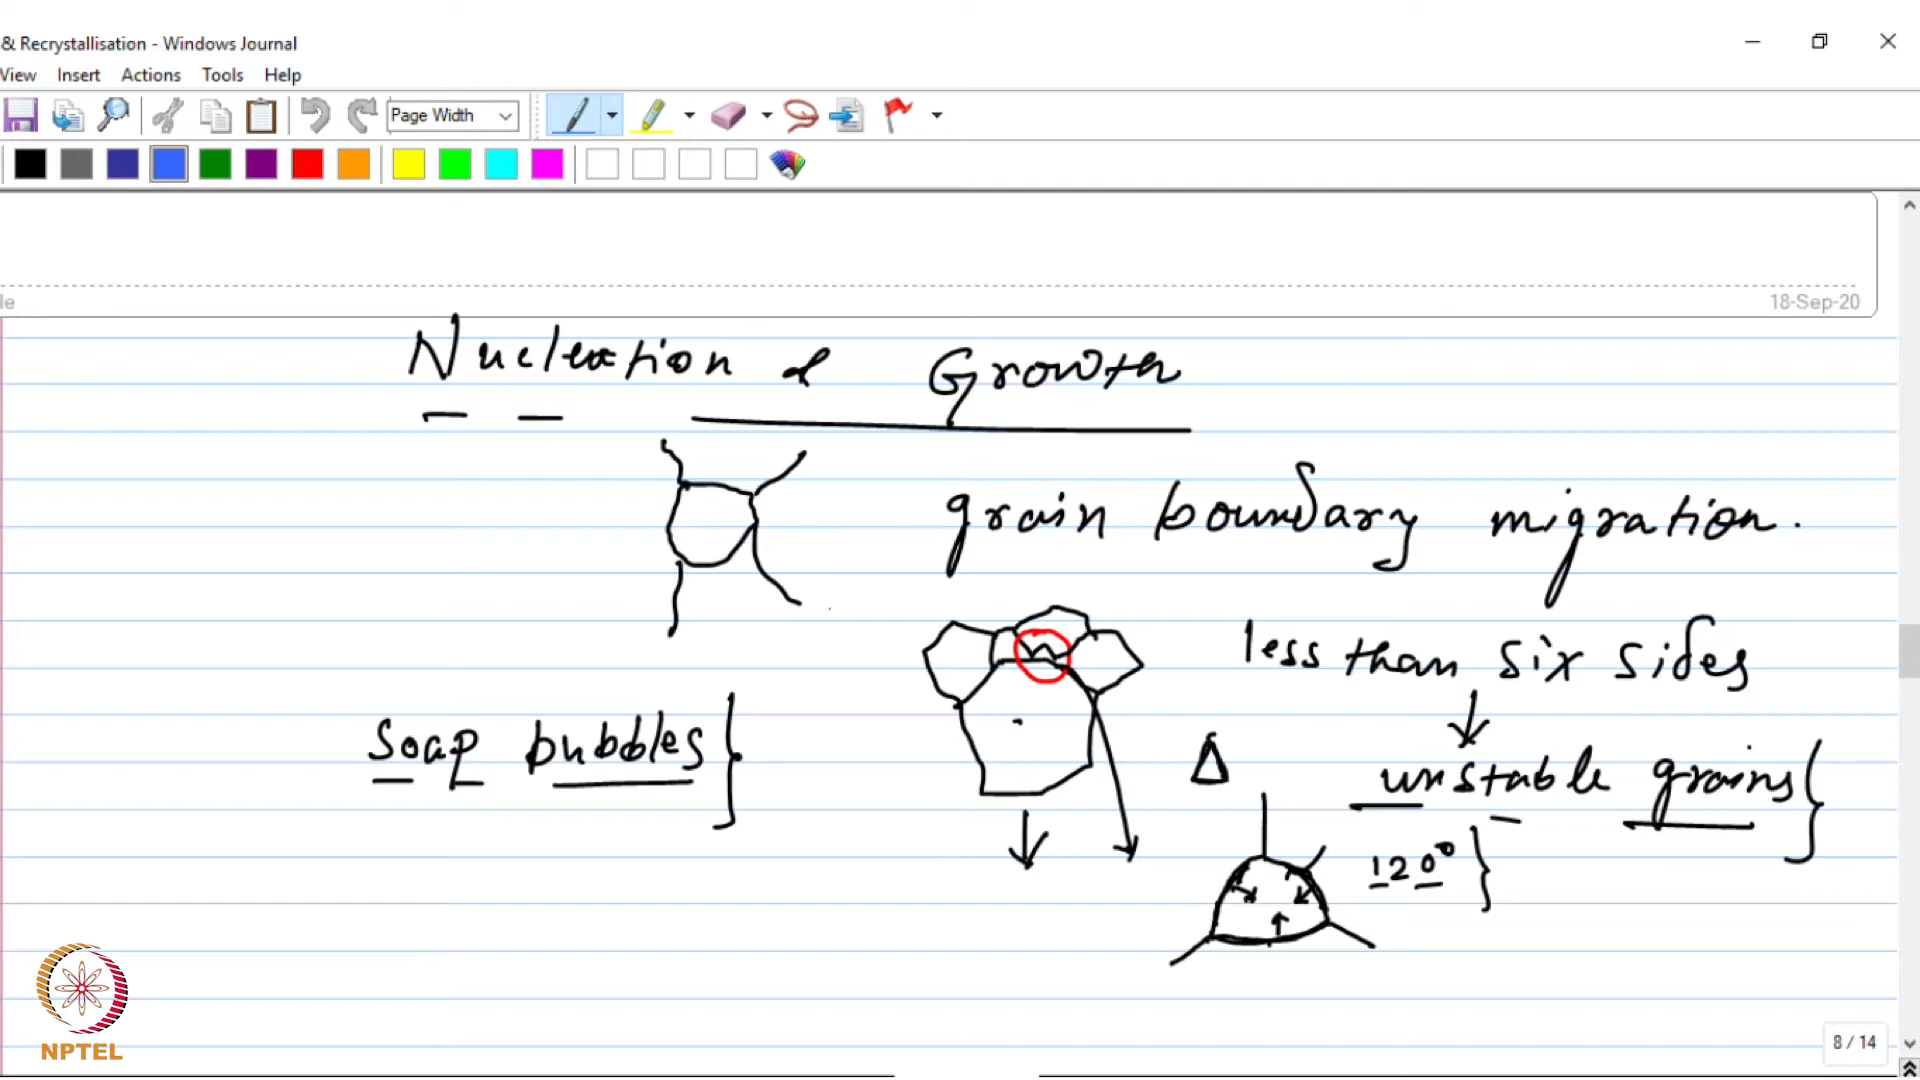 & Recrystallisation - Windows Journal
View Insert Actions Tools Help
Page Width
le
18-Sep-20
Nucleation & Growth
grain boundary migration.
less than six sides
Soap bubbles }
Δ
unstable grains }
120° }
NPTEL
8 / 14